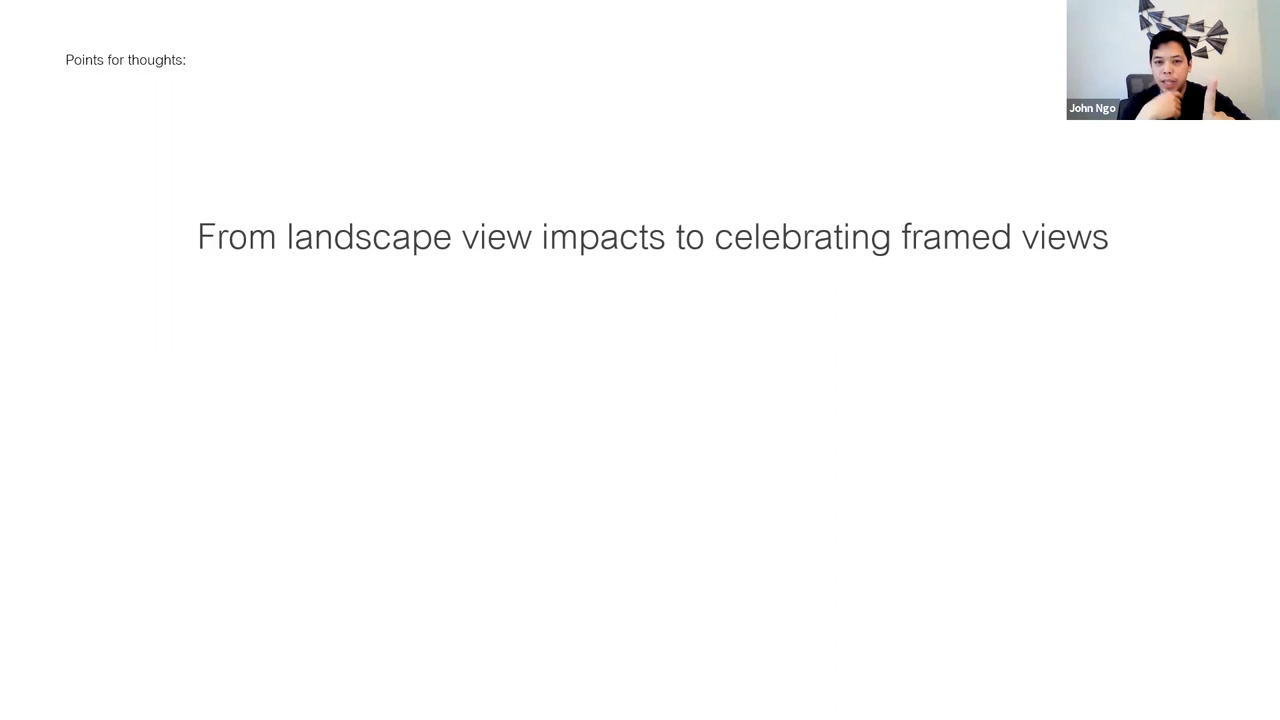 Points for thoughts:
John Ngo
From landscape view impacts to celebrating framed views